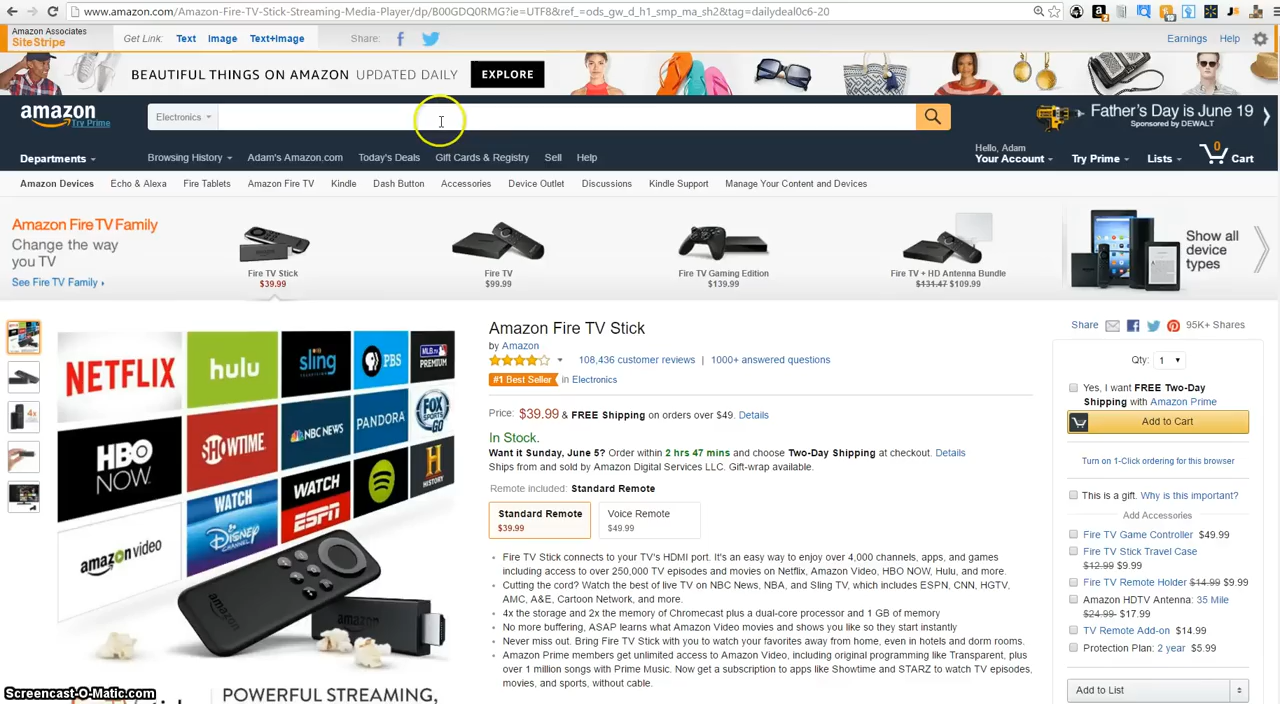 www.amazon.com/Amazon-Fire-TV-Stick-Streaming-Media-Player/dp/B00GDQ0RMG?ie=UTF8&ref_=ods_gw_d_h1_smp_ma_sh2&tag=dailydeal0c6-20
Amazon Associates
SiteStripe
Get Link: Text Image Text+Image Share:
Earnings Help
BEAUTIFUL THINGS ON AMAZON UPDATED DAILY EXPLORE
amazon
Try Prime
Electronics
Father's Day is June 19
Sponsored by DEWALT
Departments
Browsing History Adam's Amazon.com Today's Deals Gift Cards & Registry Sell Help
Hello, Adam
Your Account Try Prime Lists 0 Cart
Amazon Devices Echo & Alexa Fire Tablets Amazon Fire TV Kindle Dash Button Accessories Device Outlet Discussions Kindle Support Manage Your Content and Devices
Amazon Fire TV Family
Change the way
you TV
See Fire TV Family
Fire TV Stick
$39.99
Fire TV
$99.99
Fire TV Gaming Edition
$139.99
Fire TV + HD Antenna Bundle
$131.47 $109.99
Show all
device
types
NETFLIX
hulu
sling
PBS
MLB.TV
PREMIUM
HBO
NOW
SHOWTIME
NBC NEWS
PANDORA
FOX
SPORTS
GO
amazon video
WATCH
Disney
WATCH
ESPN
HISTORY
amazon
amazon
4x
Amazon Fire TV Stick
by Amazon
108,436 customer reviews | 1000+ answered questions
#1 Best Seller in Electronics
Price: $39.99 & FREE Shipping on orders over $49. Details
In Stock.
Want it Sunday, June 5? Order within 2 hrs 47 mins and choose Two-Day Shipping at checkout. Details
Ships from and sold by Amazon Digital Services LLC. Gift-wrap available.
Remote included: Standard Remote
Standard Remote
$39.99
Voice Remote
$49.99
Fire TV Stick connects to your TV's HDMI port. It's an easy way to enjoy over 4,000 channels, apps, and games
including access to over 250,000 TV episodes and movies on Netflix, Amazon Video, HBO NOW, Hulu, and more.
Cutting the cord? Watch the best of live TV on NBC News, NBA, and Sling TV, which includes ESPN, CNN, HGTV,
AMC, A&E, Cartoon Network, and more.
4x the storage and 2x the memory of Chromecast plus a dual-core processor and 1 GB of memory
No more buffering, ASAP learns what Amazon Video movies and shows you like so they start instantly
Never miss out. Bring Fire TV Stick with you to watch your favorites away from home, even in hotels and dorm rooms.
Amazon Prime members get unlimited access to Amazon Video, including original programming like Transparent, plus
over 1 million songs with Prime Music. Now get a subscription to apps like Showtime and STARZ to watch TV episodes,
movies, and sports, without cable.
Share 95K+ Shares
Qty: 1
Yes, I want FREE Two-Day
Shipping with Amazon Prime
Add to Cart
Turn on 1-Click ordering for this browser
This is a gift. Why is this important?
Add Accessories
Fire TV Game Controller $49.99
Fire TV Stick Travel Case
$12.99 $9.99
Fire TV Remote Holder $14.99 $9.99
Amazon HDTV Antenna: 35 Mile
$24.99 $17.99
TV Remote Add-on $14.99
Protection Plan: 2 year $5.99
Add to List
Screencast-O-Matic.com
POWERFUL STREAMING,